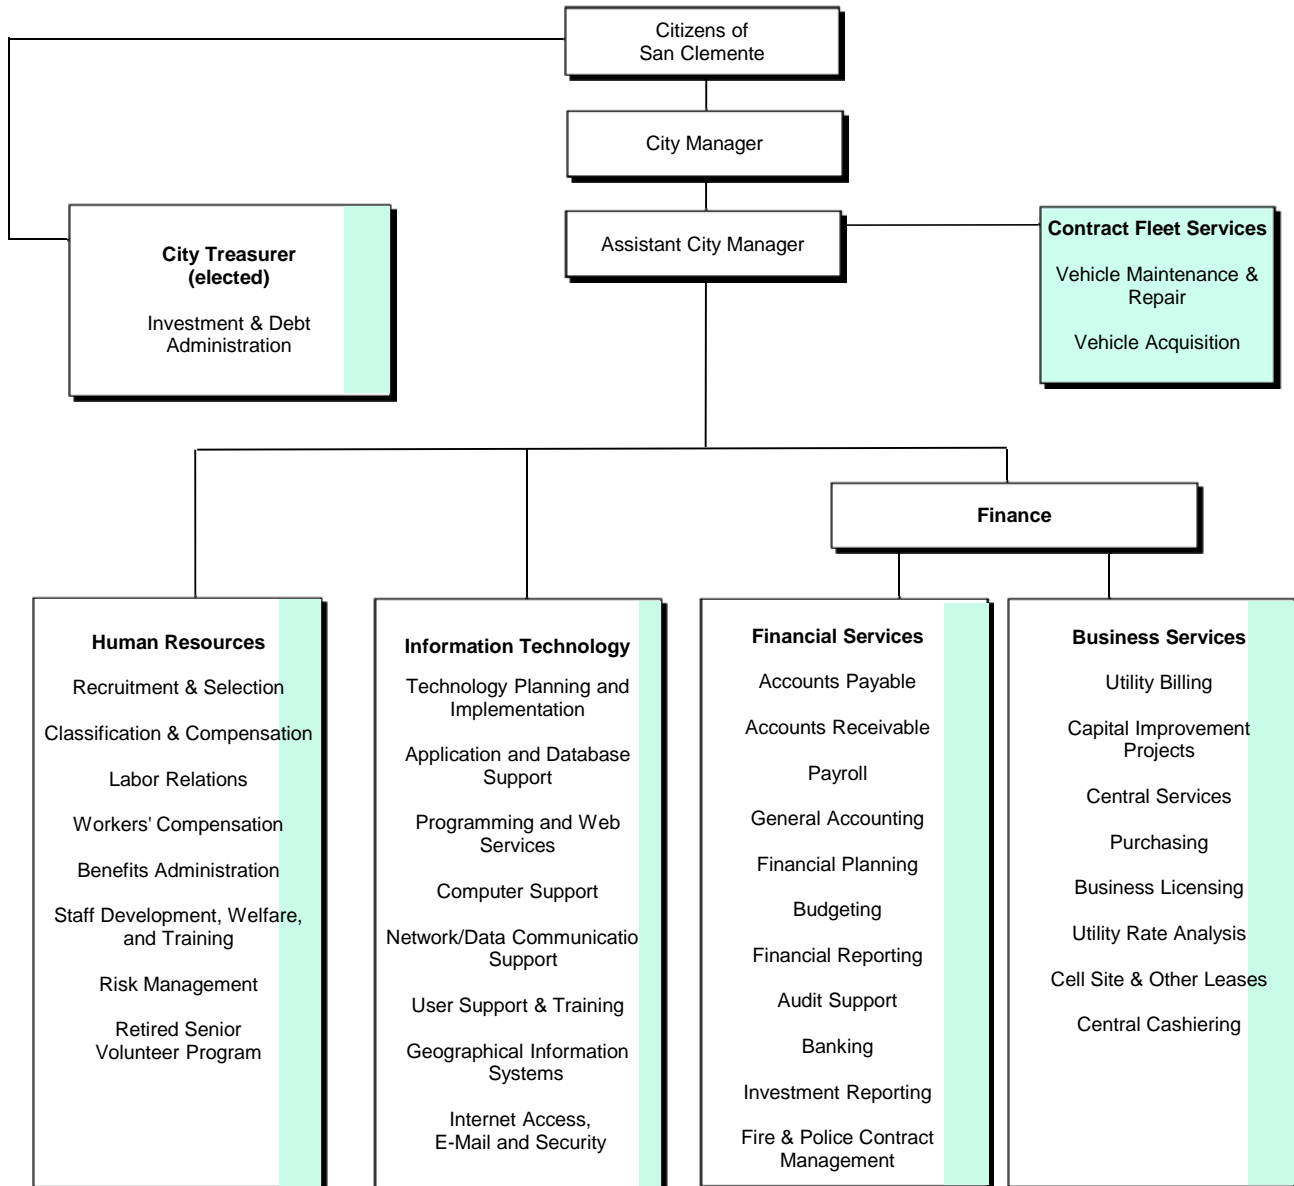 Citizens of
San Clemente
City Manager
Assistant City Manager
City Treasurer
(elected)
Investment & Debt
Administration
Contract Fleet Services
Vehicle Maintenance &
Repair
Vehicle Acquisition
Finance
Human Resources
Recruitment & Selection
Classification & Compensation
Labor Relations
Workers' Compensation
Benefits Administration
Staff Development, Welfare,
and Training
Risk Management
Retired Senior
Volunteer Program
Information Technology
Technology Planning and
Implementation
Application and Database
Support
Programming and Web
Services
Computer Support
Network/Data Communicatio
Support
User Support & Training
Geographical Information
Systems
Internet Access,
E-Mail and Security
Financial Services
Accounts Payable
Accounts Receivable
Payroll
General Accounting
Financial Planning
Budgeting
Financial Reporting
Audit Support
Banking
Investment Reporting
Fire & Police Contract
Management
Business Services
Utility Billing
Capital Improvement
Projects
Central Services
Purchasing
Business Licensing
Utility Rate Analysis
Cell Site & Other Leases
Central Cashiering